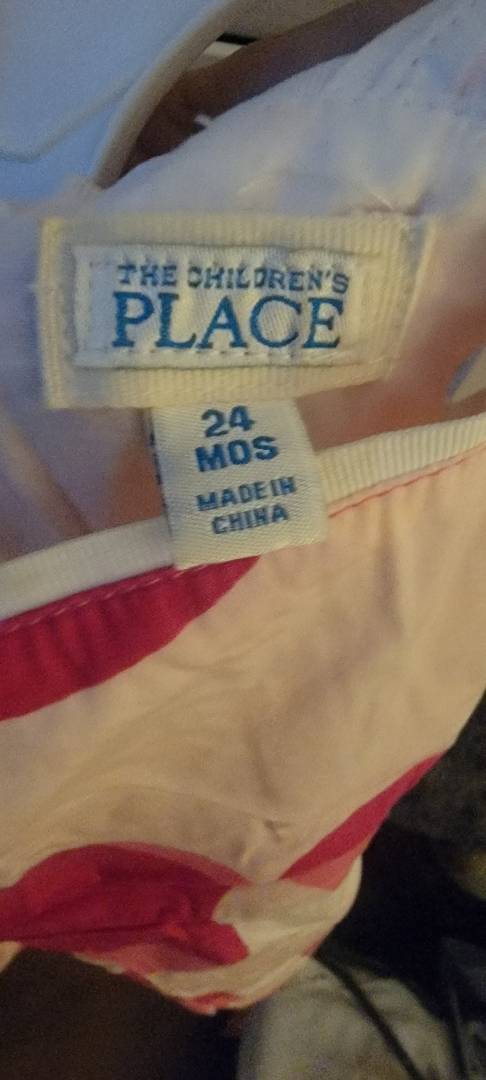 THE CHILDREN'S
PLACE
24
MOS
MADE IN
CHINA